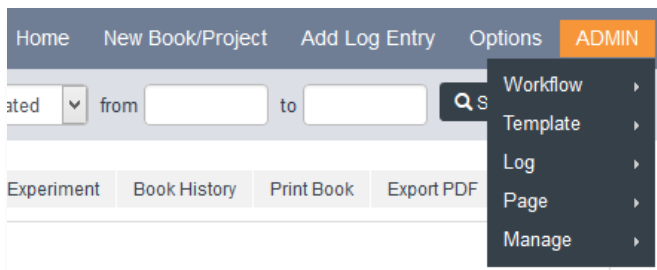 Home New Book/Project Add Log Entry Options ADMIN
ated from to S
Workflow
Template
Log
Experiment Book History Print Book Export PDF
Page
Manage